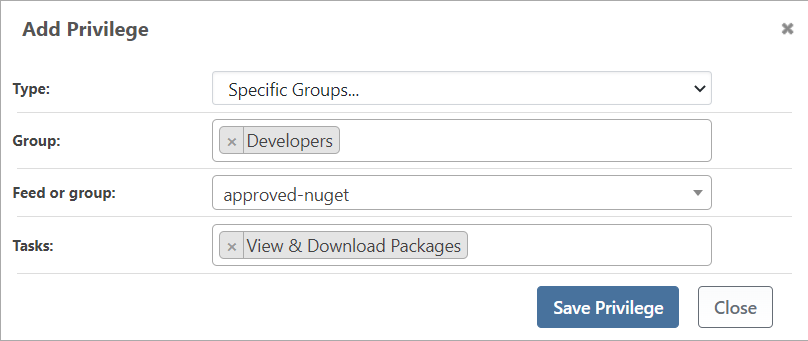 Add Privilege ✖
Type: Specific Groups...
Group: × Developers
Feed or group: approved-nuget
Tasks: × View & Download Packages
Save Privilege Close